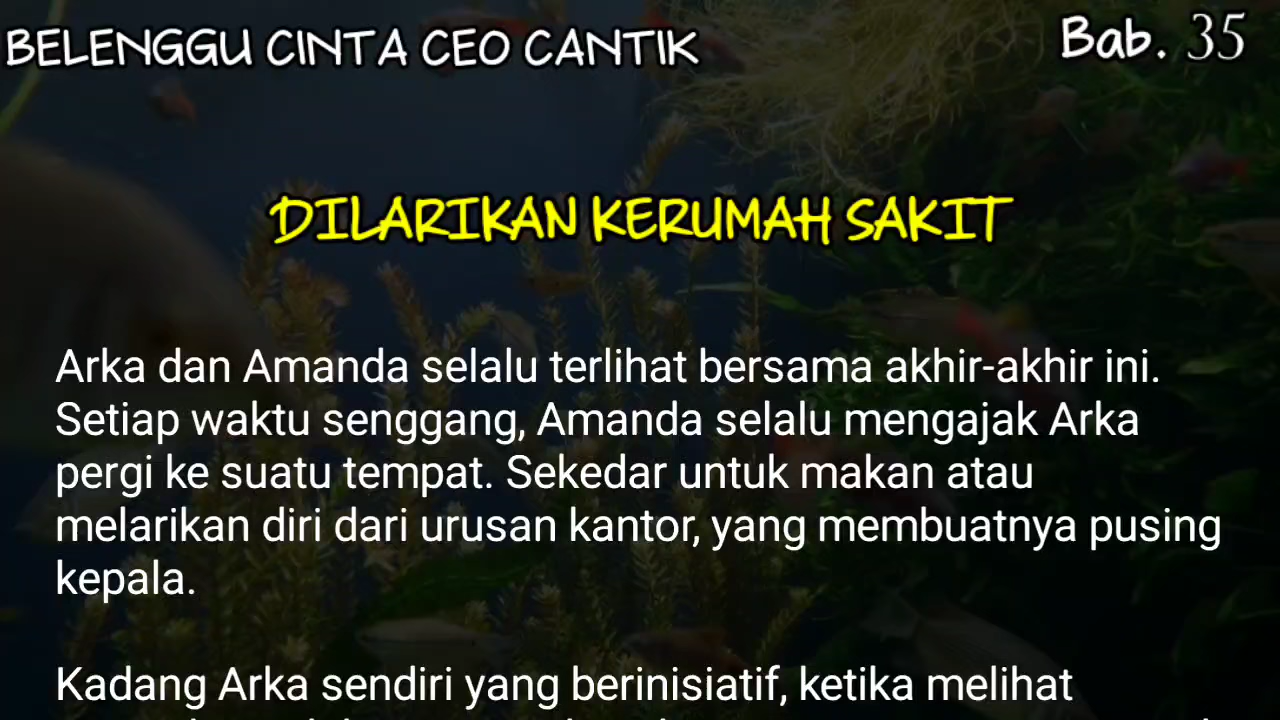 BELENGGU CINTA CEO CANTIK
Bab. 35
DILARIKAN KERUMAH SAKIT
Arka dan Amanda selalu terlihat bersama akhir-akhir ini.
Setiap waktu senggang, Amanda selalu mengajak Arka
pergi ke suatu tempat. Sekedar untuk makan atau
melarikan diri dari urusan kantor, yang membuatnya pusing
kepala.
Kadang Arka sendiri yang berinisiatif, ketika melihat